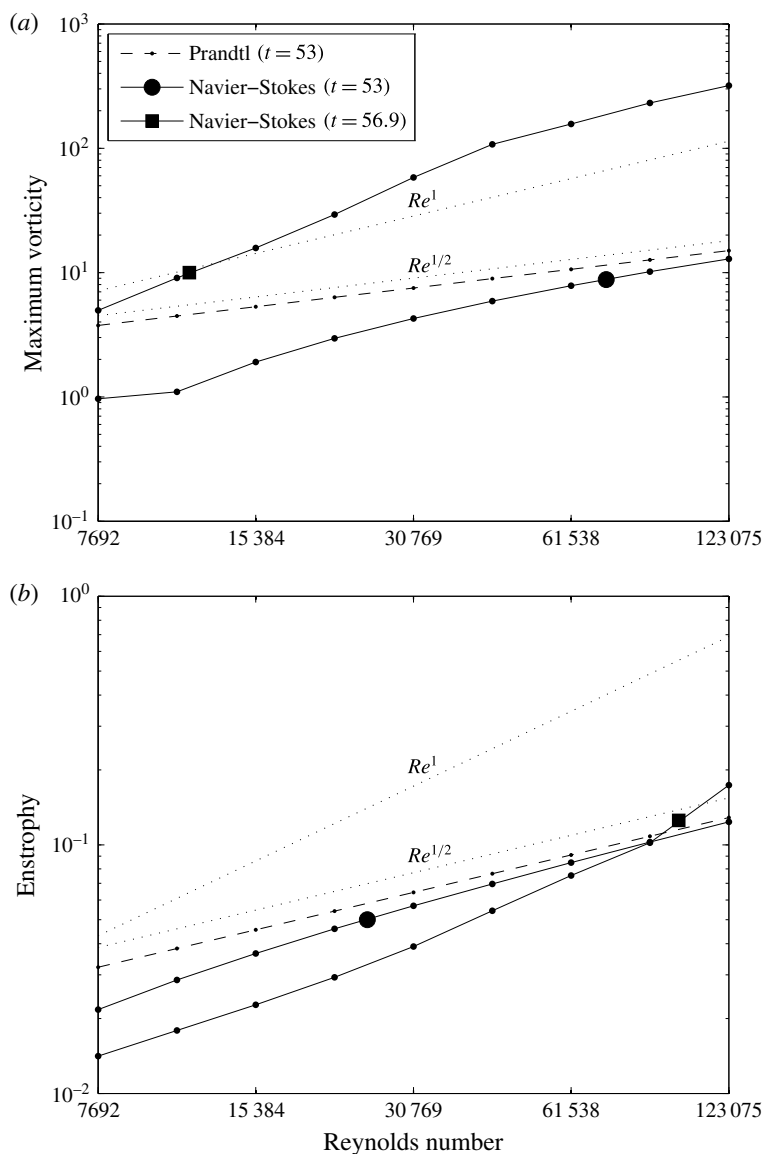 (a)
10^3
10^2
10^1
10^0
10^{-1}
Maximum vorticity
Prandtl (t = 53)
Navier–Stokes (t = 53)
Navier–Stokes (t = 56.9)
Re^1
Re^{1/2}
7692 15 384 30 769 61 538 123 075
(b)
10^0
10^{-1}
10^{-2}
Enstrophy
Re^1
Re^{1/2}
7692 15 384 30 769 61 538 123 075
Reynolds number